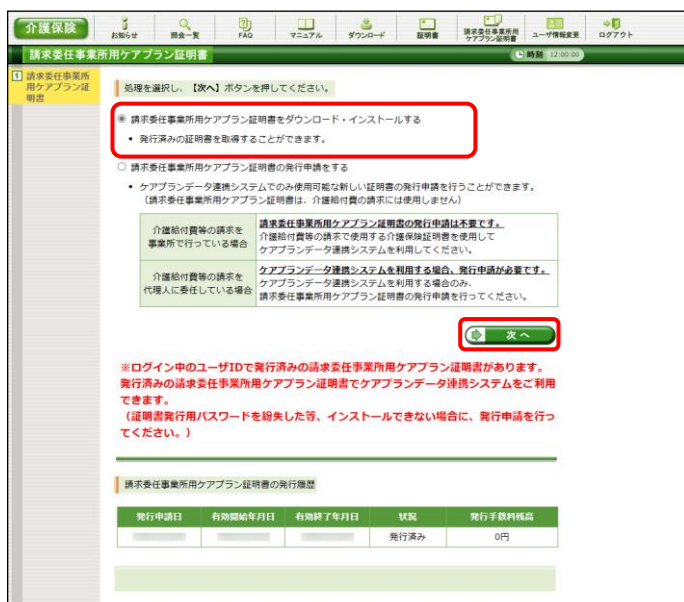 介護保険
お知らせ
照会一覧
FAQ
マニュアル
ダウンロード
証明書
請求委任事業所用
ケアプラン証明書
ユーザ情報変更
ログアウト
請求委任事業所用ケアプラン証明書
時刻 12:00:00
1 請求委任事業所
用ケアプラン証
明書
処理を選択し、【次へ】ボタンを押してください。
請求委任事業所用ケアプラン証明書をダウンロード・インストールする
・ 発行済みの証明書を取得することができます。
請求委任事業所用ケアプラン証明書の発行申請をする
・ ケアプランデータ連携システムでのみ使用可能な新しい証明書の発行申請を行うことができます。
（請求委任事業所用ケアプラン証明書は、介護給付費の請求には使用しません）
介護給付費等の請求を
事業所で行っている場合
請求委任事業所用ケアプラン証明書の発行申請は不要です。
介護給付費等の請求で使用する介護保険証明書を使用して
ケアプランデータ連携システムを利用してください。
介護給付費等の請求を
代理人に委任している場合
ケアプランデータ連携システムを利用する場合、発行申請が必要です。
ケアプランデータ連携システムを利用する場合のみ、
請求委任事業所用ケアプラン証明書の発行申請を行ってください。
次へ
※ログイン中のユーザIDで発行済みの請求委任事業所用ケアプラン証明書があります。
発行済みの請求委任事業所用ケアプラン証明書でケアプランデータ連携システムをご利用
できます。
（証明書発行用パスワードを紛失した等、インストールできない場合に、発行申請を行っ
てください。）
請求委任事業所用ケアプラン証明書の発行履歴
発行申請日 有効開始年月日 有効終了年月日 状況 発行手数料残高
発行済み 0円